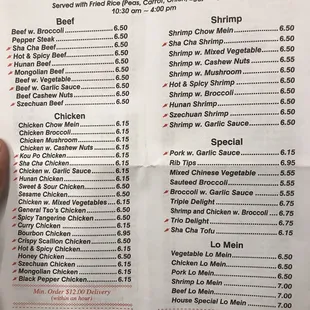 Served with Fried Rice (Peas, Carrot, Onion,
10:30 am - 4:00 pm
Beef
Beef w. Broccoli 6.50
Pepper Steak 6.50
Sha Cha Beef 6.50
Hot & Spicy Beef 6.50
Hunan Beef 6.50
Mongolian Beef 6.50
Beef w. Vegetable 6.50
Beef w. Garlic Sauce 6.50
Beef Cashew Nuts 6.50
Szechuan Beef 6.50
Chicken
Chicken Chow Mein 6.15
Chicken Broccoli 6.15
Chicken Mushroom 6.15
Chicken w. Cashew Nuts 6.15
Kou Po Chicken 6.15
Sha Cha Chicken 6.15
Chicken w. Garlic Sauce 6.15
Hunan Chicken 6.15
Sweet & Sour Chicken 6.50
Sesame Chicken 6.50
Chicken w. Mixed Vegetables 6.15
General Tso's Chicken 6.50
Spicy Tangerine Chicken 6.50
Curry Chicken 6.15
Bourbon Chicken 6.95
Crispy Scallion Chicken 6.50
Hot & Spicy Chicken 6.15
Honey Chicken 6.50
Szechuan Chicken 6.15
Mongolian Chicken 6.15
Black Pepper Chicken 6.15
Min. Order $12.00 Delivery
(within an hour)
Shrimp
Shrimp Chow Mein 6.50
Sha Cha Shrimp 6.50
Shrimp w. Mixed Vegetable 6.50
Shrimp w. Cashew Nuts 6.50
Shrimp w. Mushroom 6.50
Hot & Spicy Shrimp 6.50
Shrimp w. Broccoli 6.50
Hunan Shrimp 6.50
Szechuan Shrimp 6.50
Shrimp w. Garlic Sauce 6.50
Special
Pork w. Garlic Sauce 6.15
Rib Tips 6.95
Mixed Chinese Vegetable 5.55
Sauteed Broccoli 5.55
Broccoli w. Garlic Sauce 5.55
Triple Delight 6.75
Shrimp and Chicken w. Broccoli 6.75
Trio Delight 6.75
Sha Cha Tofu 6.15
Lo Mein
Vegetable Lo Mein 6.50
Chicken Lo Mein 6.50
Pork Lo Mein 6.50
Shrimp Lo Mein 7.00
Beef Lo Mein 7.00
House Special Lo Mein 7.00